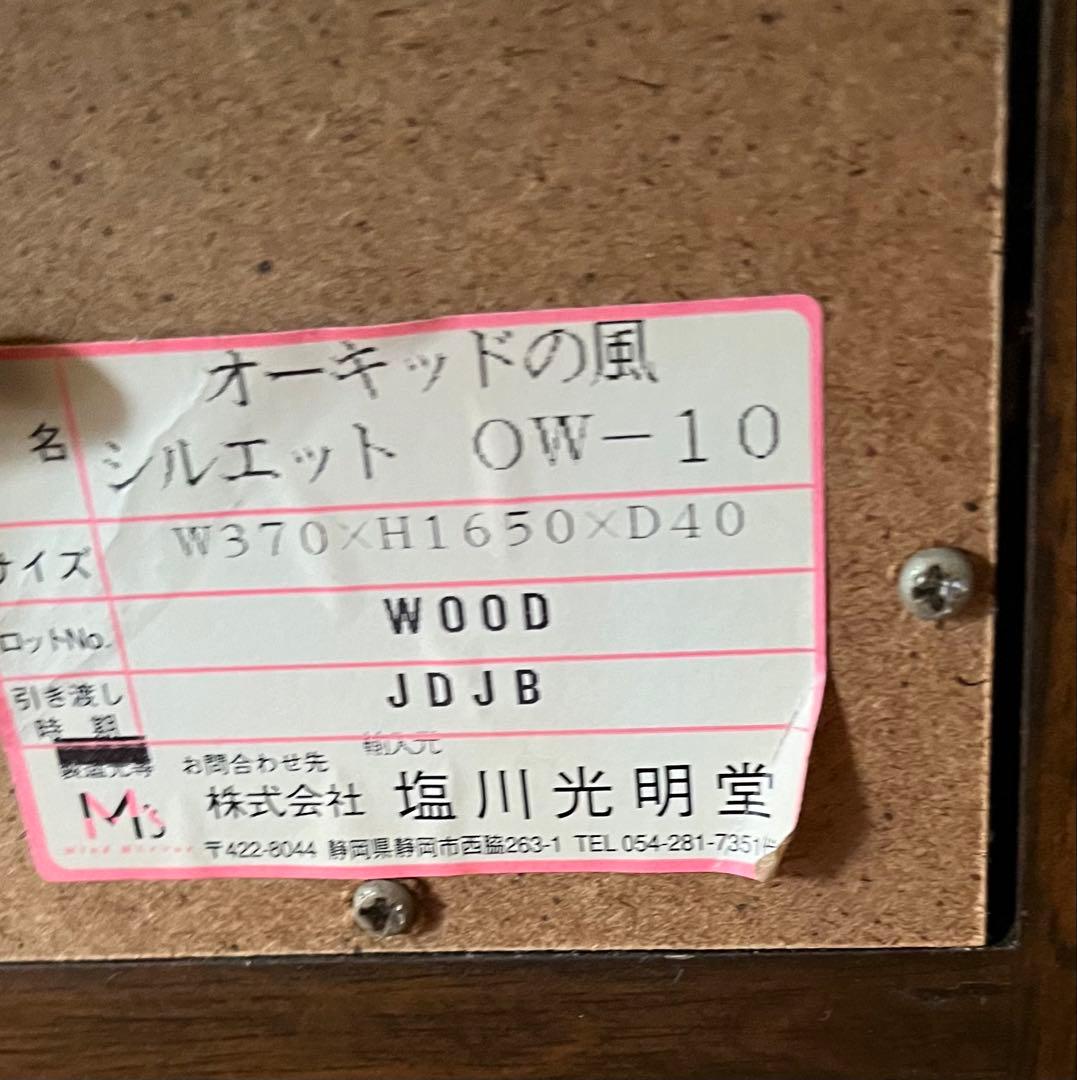 名 オーキッドの風
シルエット OW-10
サイズ W370×H1650×D40
ロットNo. WOOD
引き渡し
時 期 JDJB
輸入元
お問合わせ先
M's 株式会社 塩川光明堂
〒422-8044 静岡県静岡市西脇263-1 TEL 054-281-7351